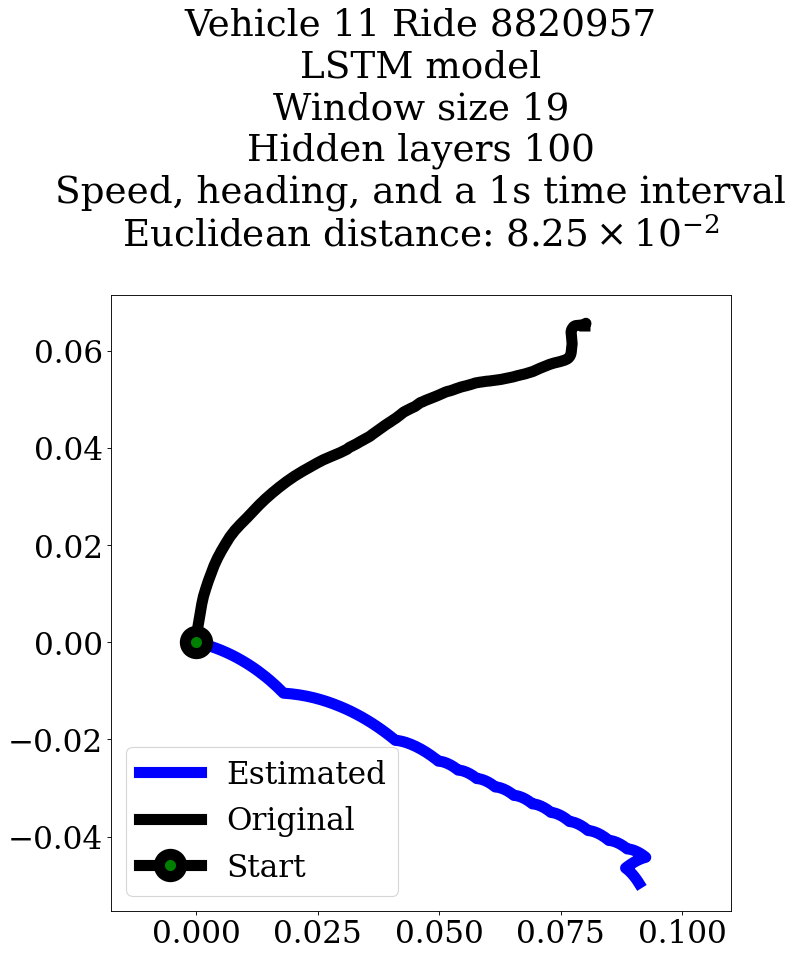 Vehicle 11 Ride 8820957
LSTM model
Window size 19
Hidden layers 100
Speed, heading, and a 1s time interval
Euclidean distance: 8.25 × 10⁻²
0.06
0.04
0.02
0.00
−0.02
−0.04
Estimated
Original
Start
0.000 0.025 0.050 0.075 0.100